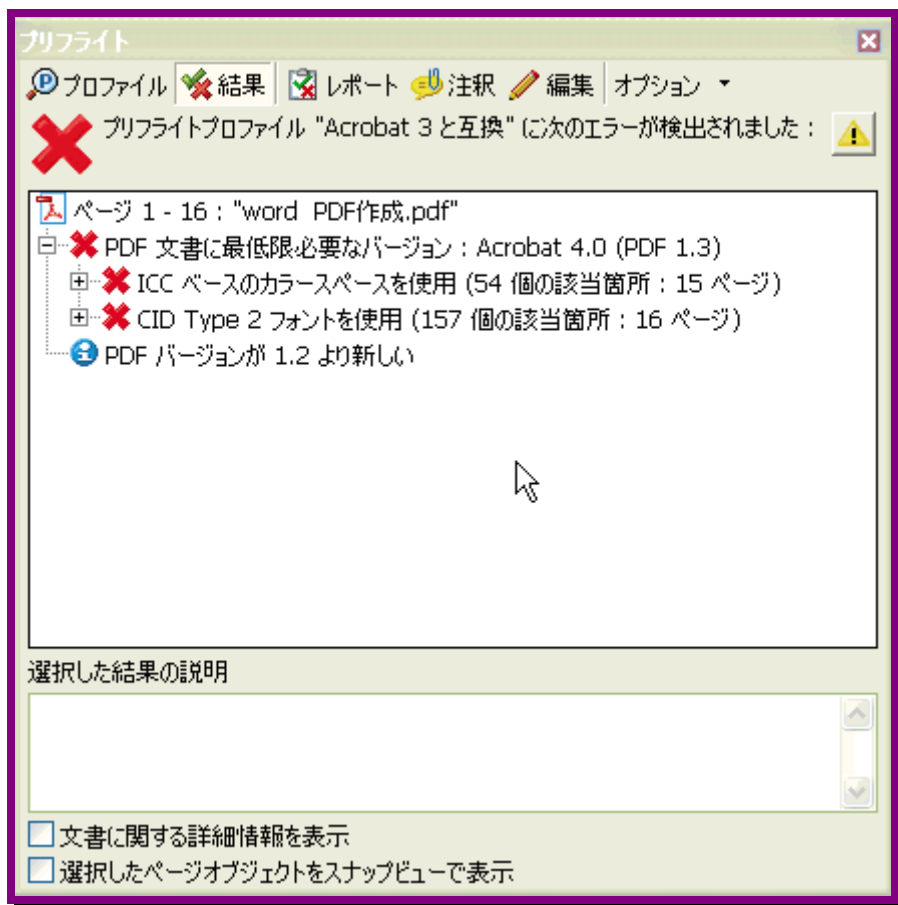 プリフライト
プロファイル 結果 レポート 注釈 編集 オプション
プリフライトプロファイル "Acrobat 3 と互換" に次のエラーが検出されました：
ページ 1 - 16 : "word PDF作成.pdf"
PDF 文書に最低限必要なバージョン : Acrobat 4.0 (PDF 1.3)
ICC ベースのカラースペースを使用 (54 個の該当箇所 : 15 ページ)
CID Type 2 フォントを使用 (157 個の該当箇所 : 16 ページ)
PDF バージョンが 1.2 より新しい
選択した結果の説明
文書に関する詳細情報を表示
選択したページオブジェクトをスナップビューで表示